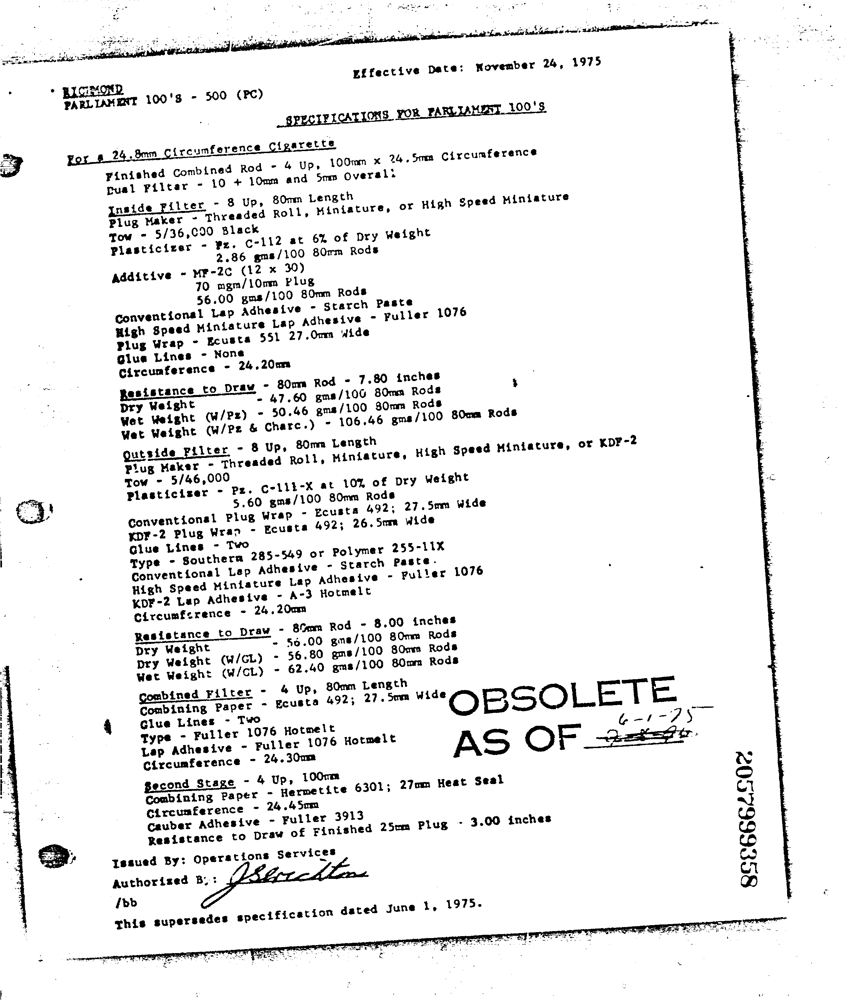 Effective Date: November 24, 1975
RICHMOND
PARLIAMENT 100'S - 500 (PC)
SPECIFICATIONS FOR PARLIAMENT 100'S
For a 24.8mm Circumference Cigarette
Finished Combined Rod - 4 Up, 100mm x 24.5mm Circumference
Dual Filter - 10 + 10mm and 5mm Overall
Inside Filter - 8 Up, 80mm Length
Plug Maker - Threaded Roll, Miniature, or High Speed Miniature
Tow - 5/36,000 Black
Plasticizer - Pz. C-112 at 6% of Dry Weight
2.86 gms/100 80mm Rods
Additive - MF-2C (12 x 30)
70 mgm/10mm Plug
56.00 gms/100 80mm Rods
Conventional Lap Adhesive - Starch Paste
High Speed Miniature Lap Adhesive - Fuller 1076
Plug Wrap - Ecusta 551 27.0mm Wide
Glue Lines - None
Circumference - 24.20mm
Resistance to Draw - 80mm Rod - 7.80 inches
Dry Weight - 47.60 gms/100 80mm Rods
Wet Weight (W/Pz) - 50.46 gms/100 80mm Rods
Wet Weight (W/Pz & Charc.) - 106.46 gms/100 80mm Rods
Outside Filter - 8 Up, 80mm Length
Plug Maker - Threaded Roll, Miniature, High Speed Miniature, or KDF-2
Tow - 5/46,000
Plasticizer - Pz. C-111-X at 10% of Dry Weight
5.60 gms/100 80mm Rods
Conventional Plug Wrap - Ecusta 492; 27.5mm Wide
KDF-2 Plug Wrap - Ecusta 492; 26.5mm Wide
Glue Lines - Two
Type - Southern 285-549 or Polymer 255-11X
Conventional Lap Adhesive - Starch Paste.
High Speed Miniature Lap Adhesive - Fuller 1076
KDF-2 Lap Adhesive - A-3 Hotmelt
Circumference - 24.20mm
Resistance to Draw - 80mm Rod - 8.00 inches
Dry Weight - 56.00 gms/100 80mm Rods
Dry Weight (W/GL) - 56.80 gms/100 80mm Rods
Wet Weight (W/GL) - 62.40 gms/100 80mm Rods
Combined Filter - 4 Up, 80mm Length
Combining Paper - Ecusta 492; 27.5mm Wide
Glue Lines - Two
Type - Fuller 1076 Hotmelt
Lap Adhesive - Fuller 1076 Hotmelt
Circumference - 24.30mm
OBSOLETE
AS OF 6-1-75
Second Stage - 4 Up, 100mm
Combining Paper - Hermetite 6301; 27mm Heat Seal
Circumference - 24.45mm
Cauber Adhesive - Fuller 3913
Resistance to Draw of Finished 25mm Plug - 3.00 inches
Issued By: Operations Services
Authorized By:
/bb
This supersedes specification dated June 1, 1975.
2057999358